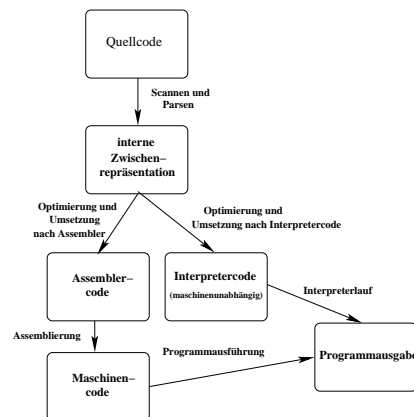 Quellcode
Scannen und
Parsen
interne
Zwischen–
repräsentation
Optimierung und
Umsetzung
nach Assembler
Optimierung und
Umsetzung nach Interpretercode
Assembler–
code
Interpretercode
(maschinenunabhängig)
Interpreterlauf
Assemblierung
Programmausführung
Programmausgabe
Maschinen–
code